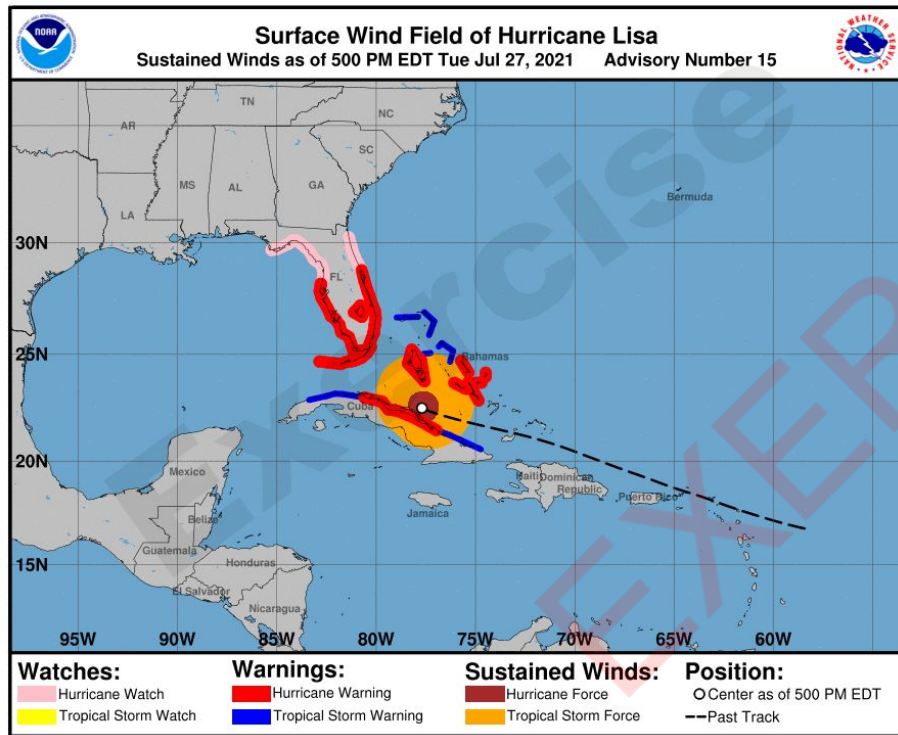 Surface Wind Field of Hurricane Lisa
Sustained Winds as of 500 PM EDT Tue Jul 27, 2021 Advisory Number 15
NOAA
NATIONAL WEATHER SERVICE
TN
NC
AR
SC
MS
AL
GA
LA
Bermuda
30N
FL
25N
Bahamas
Cuba
20N
Mexico
Haiti
Dominican
Republic
Puerto Rico
Jamaica
Belize
15N
Guatemala
Honduras
El Salvador
Nicaragua
95W 90W 85W 80W 75W 70W 65W 60W
Exercise
EXER
Watches: Warnings: Sustained Winds: Position:
Hurricane Watch Hurricane Warning Hurricane Force Center as of 500 PM EDT
Tropical Storm Watch Tropical Storm Warning Tropical Storm Force Past Track